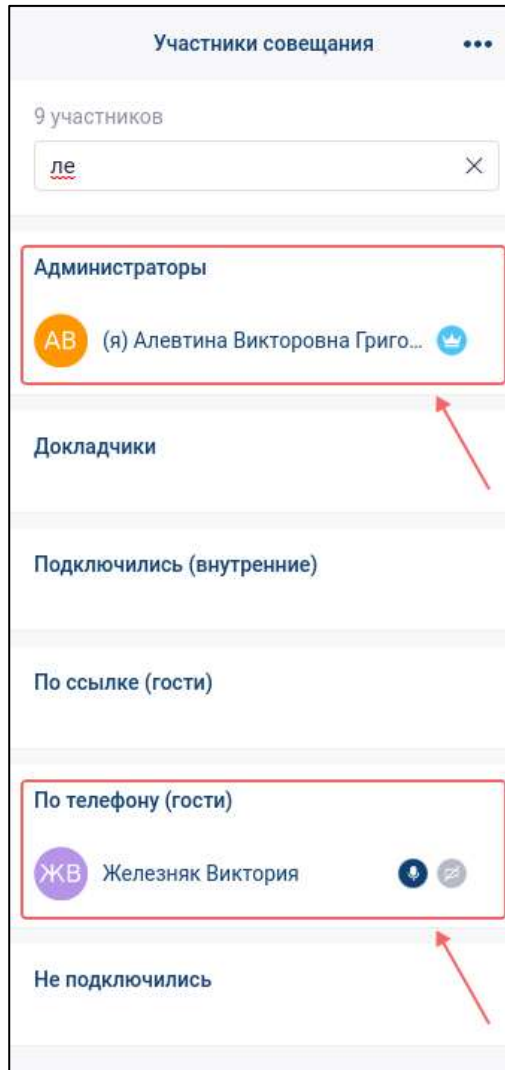 Участники совещания
9 участников
ле
Администраторы
АВ (я) Алевтина Викторовна Григо...
Докладчики
Подключились (внутренние)
По ссылке (гости)
По телефону (гости)
ЖВ Железняк Виктория
Не подключились